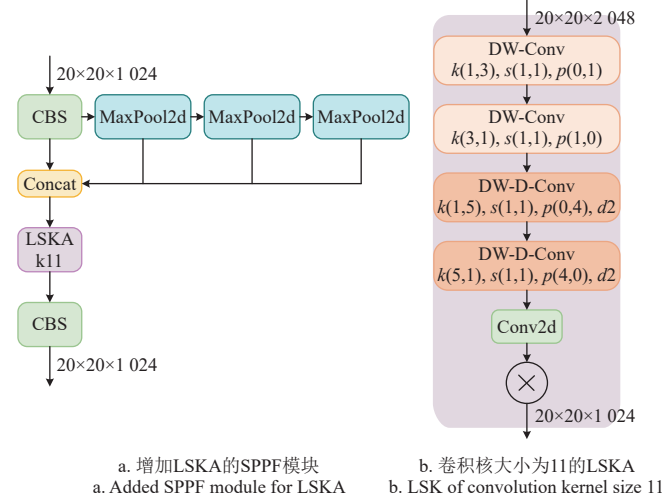 20×20×1 024
CBS
MaxPool2d
MaxPool2d
MaxPool2d
Concat
LSKA
k11
CBS
20×20×1 024
a. 增加LSKA的SPPF模块
a. Added SPPF module for LSKA
20×20×2 048
DW-Conv
k(1,3), s(1,1), p(0,1)
DW-Conv
k(3,1), s(1,1), p(1,0)
DW-D-Conv
k(1,5), s(1,1), p(0,4), d2
DW-D-Conv
k(5,1), s(1,1), p(4,0), d2
Conv2d
20×20×1 024
b. 卷积核大小为11的LSKA
b. LSK of convolution kernel size 11